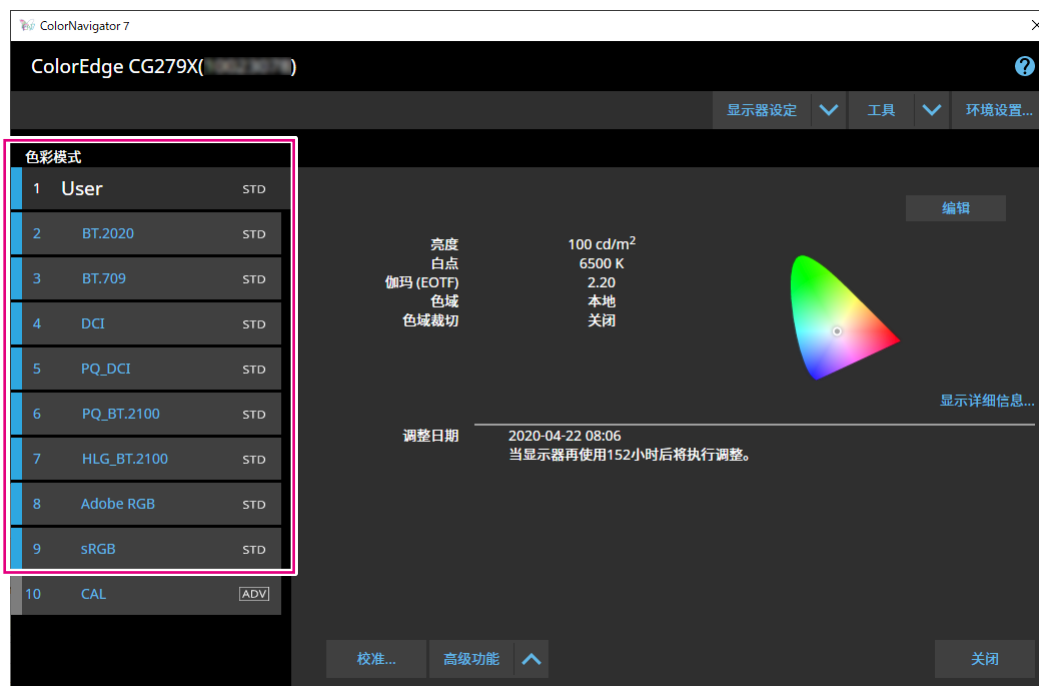 ColorNavigator 7
ColorEdge CG279X( )
显示器设定 工具 环境设置...
色彩模式
1 User STD
2 BT.2020 STD
3 BT.709 STD
4 DCI STD
5 PQ_DCI STD
6 PQ_BT.2100 STD
7 HLG_BT.2100 STD
8 Adobe RGB STD
9 sRGB STD
10 CAL ADV
编辑
亮度 100 cd/m²
白点 6500 K
伽玛 (EOTF) 2.20
色域 本地
色域裁切 关闭
显示详细信息...
调整日期 2020-04-22 08:06
当显示器再使用152小时后将执行调整。
校准... 高级功能 关闭